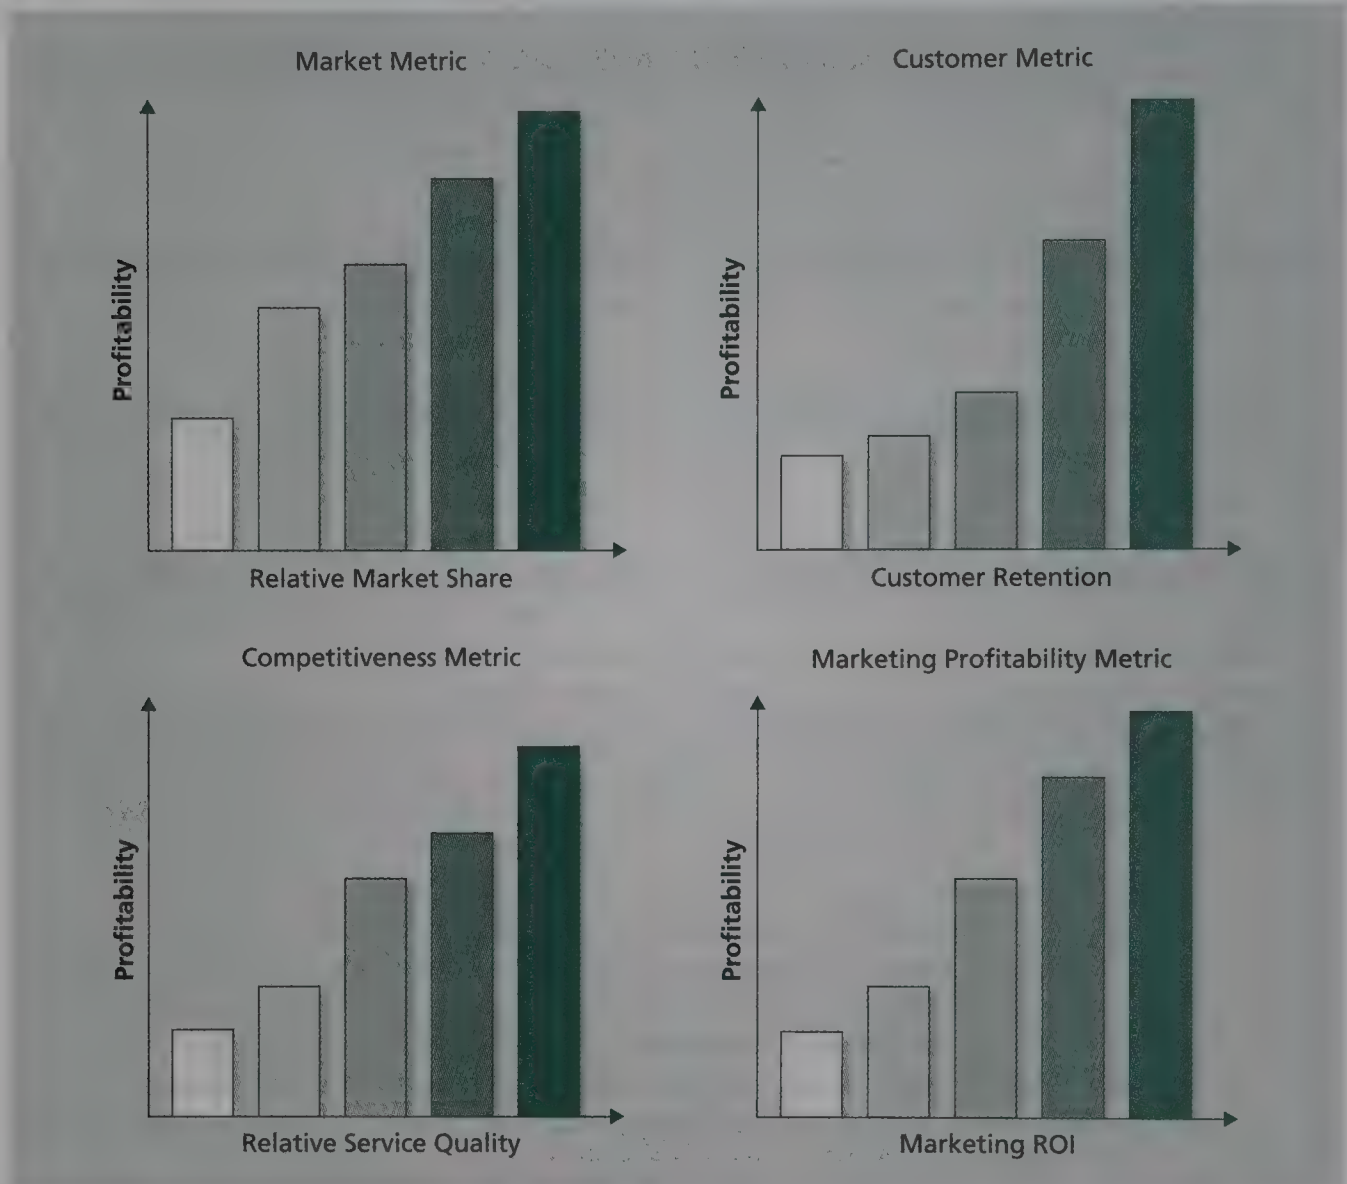 Market Metric
Profitability
Relative Market Share
Customer Metric
Profitability
Customer Retention
Competitiveness Metric
Profitability
Relative Service Quality
Marketing Profitability Metric
Profitability
Marketing ROI